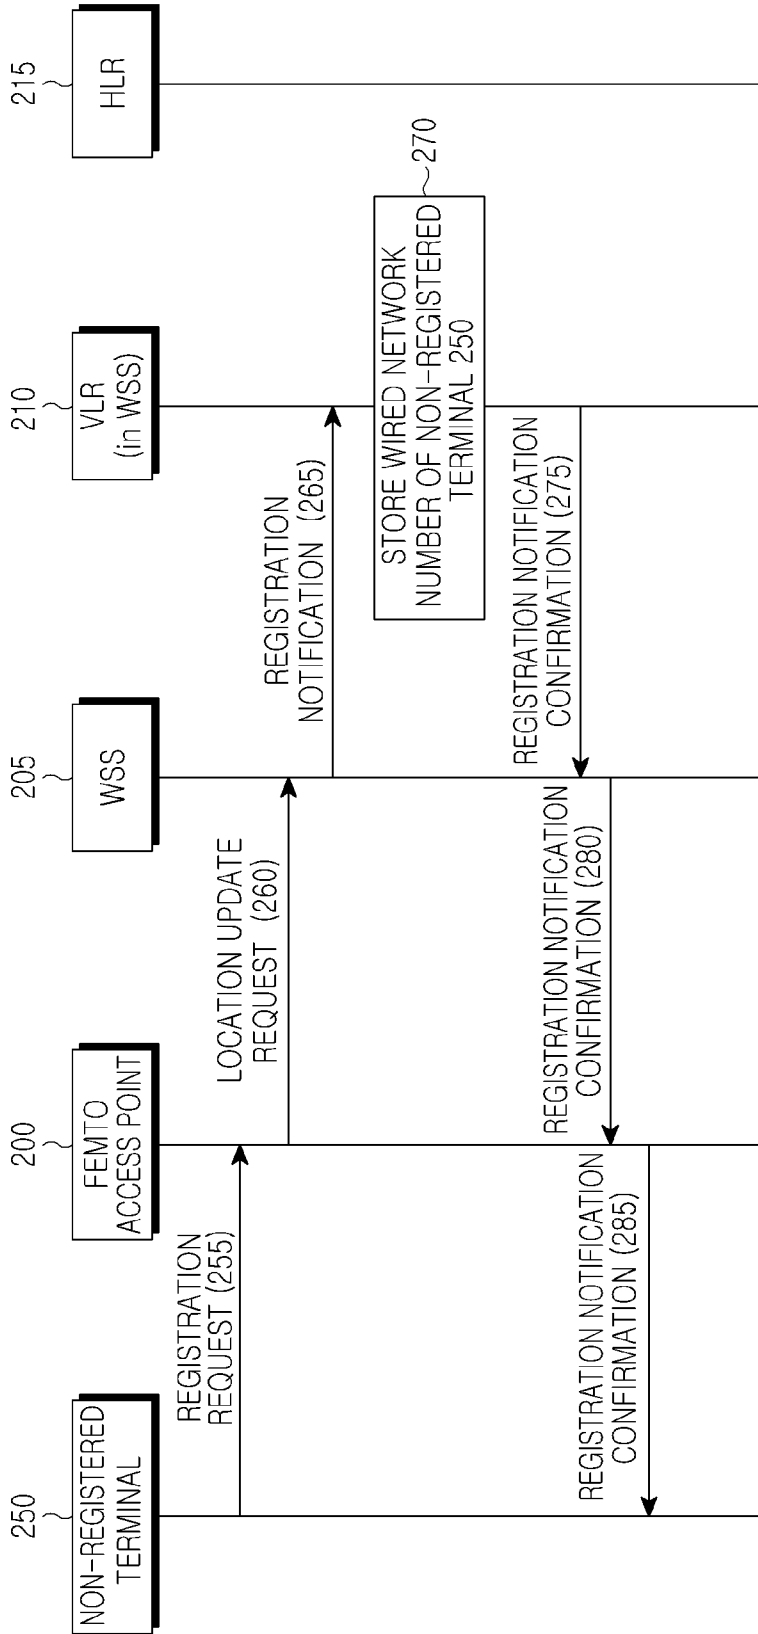 250
NON-REGISTERED
TERMINAL
200
FEMTO
ACCESS POINT
205
WSS
210
VLR
(in WSS)
215
HLR
REGISTRATION
REQUEST (255)
LOCATION UPDATE
REQUEST (260)
REGISTRATION
NOTIFICATION (265)
STORE WIRED NETWORK
NUMBER OF NON-REGISTERED
TERMINAL 250
270
REGISTRATION NOTIFICATION
CONFIRMATION (275)
REGISTRATION NOTIFICATION
CONFIRMATION (280)
REGISTRATION NOTIFICATION
CONFIRMATION (285)